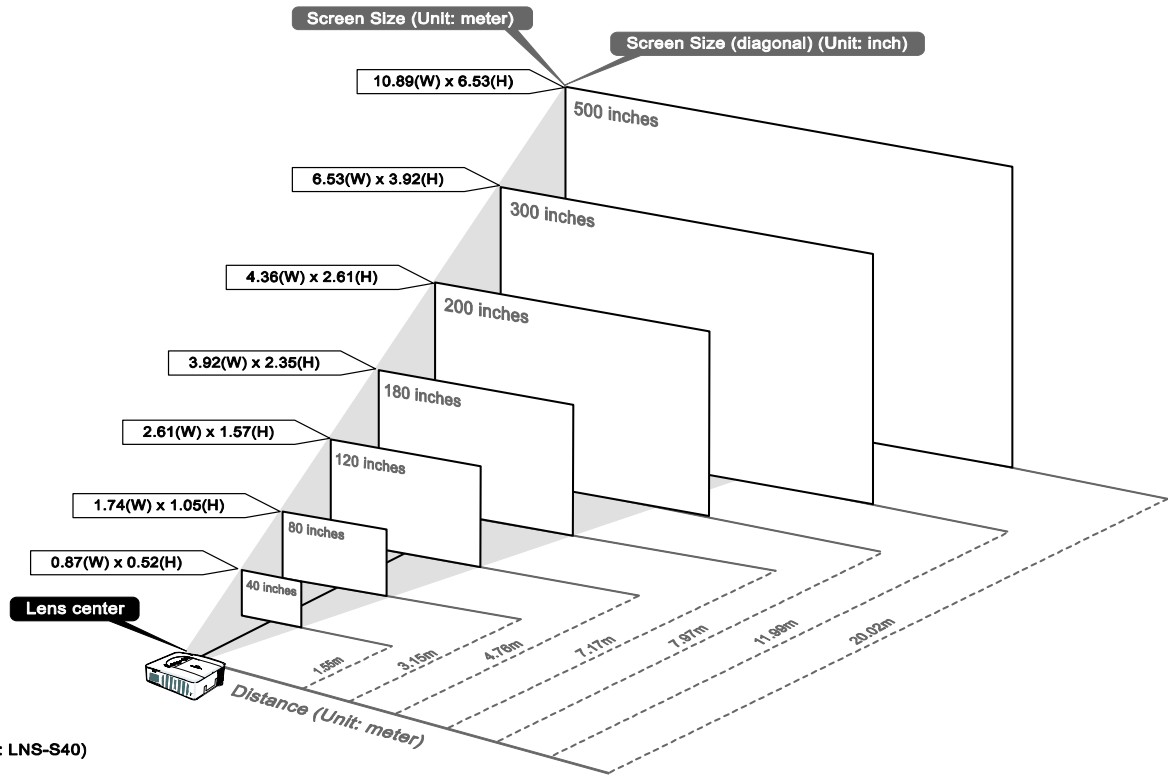 Screen Size (Unit: meter)
Screen Size (diagonal) (Unit: inch)
10.89(W) x 6.53(H)
500 inches
6.53(W) x 3.92(H)
300 inches
4.36(W) x 2.61(H)
200 inches
3.92(W) x 2.35(H)
180 inches
2.61(W) x 1.57(H)
120 inches
1.74(W) x 1.05(H)
80 inches
0.87(W) x 0.52(H)
40 inches
Lens center
1.55m
3.15m
4.76m
7.17m
7.97m
11.99m
20.02m
Distance (Unit: meter)
: LNS-S40)